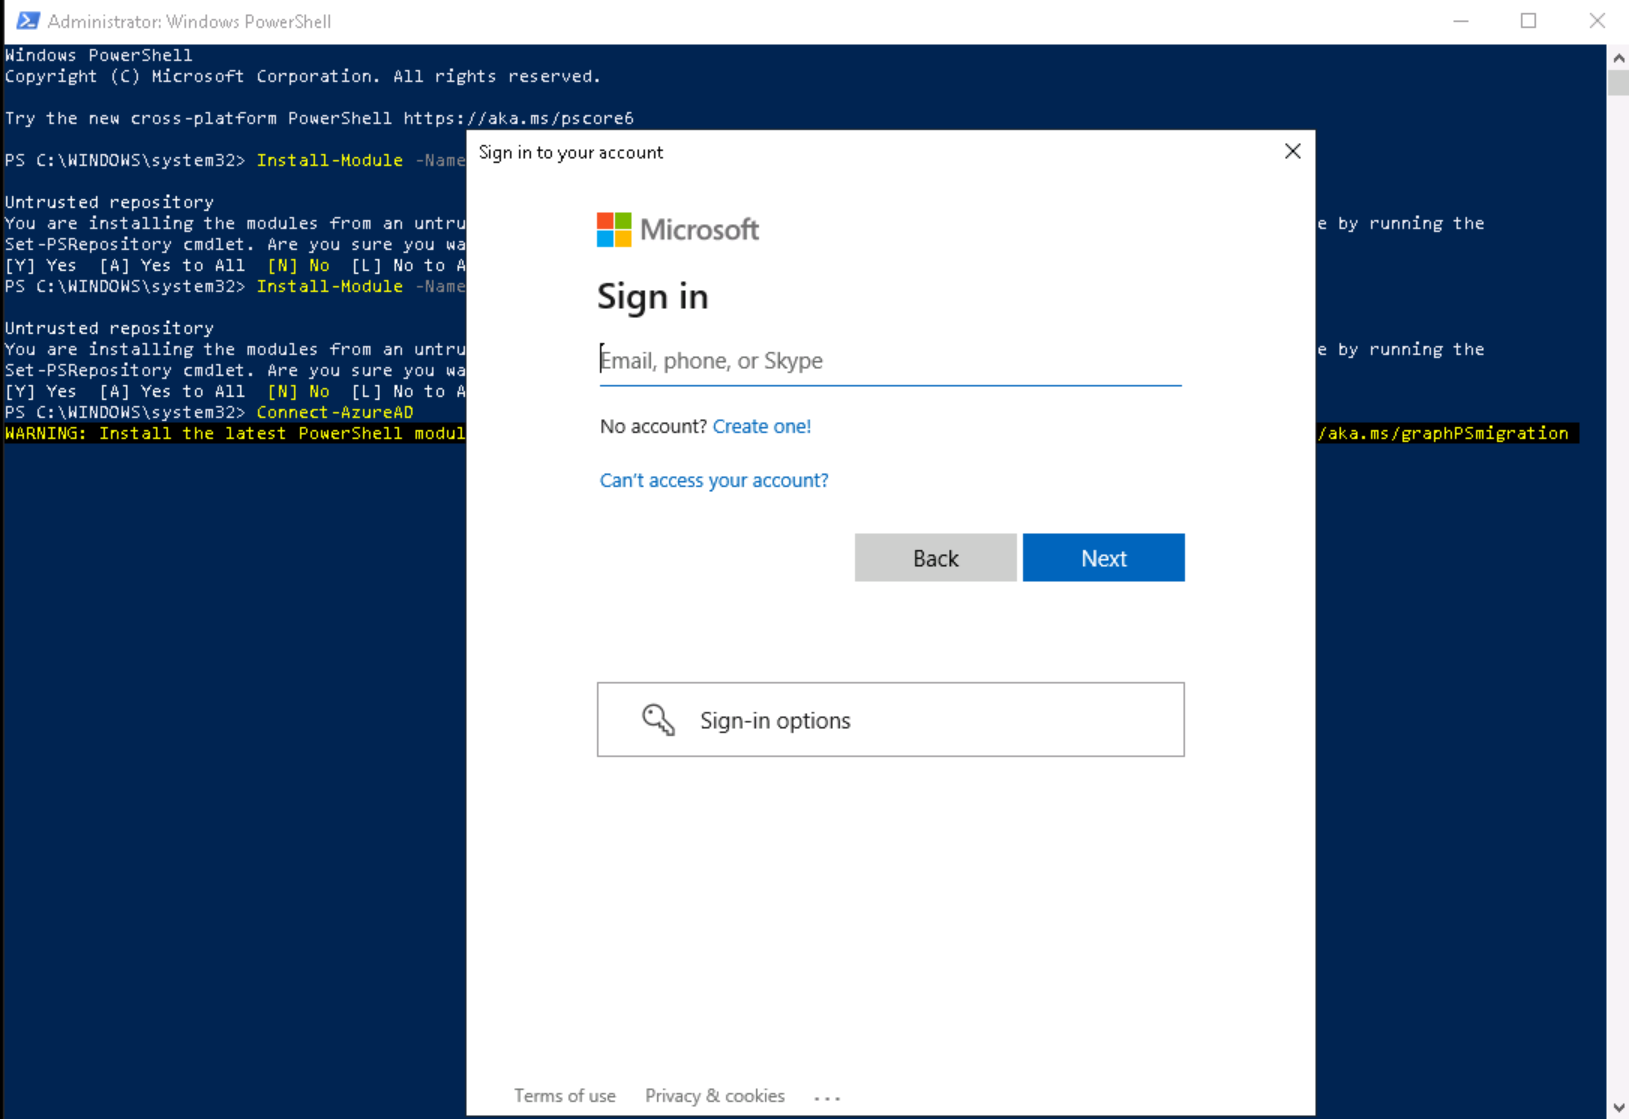 Administrator: Windows PowerShell
Windows PowerShell
Copyright (C) Microsoft Corporation. All rights reserved.
Try the new cross-platform PowerShell https://aka.ms/pscore6
PS C:\WINDOWS\system32> Install-Module -Name
Untrusted repository
You are installing the modules from an untru
e by running the
Set-PSRepository cmdlet. Are you sure you wa
[Y] Yes  [A] Yes to All  [N] No  [L] No to A
PS C:\WINDOWS\system32> Install-Module -Name
Untrusted repository
You are installing the modules from an untru
e by running the
Set-PSRepository cmdlet. Are you sure you wa
[Y] Yes  [A] Yes to All  [N] No  [L] No to A
PS C:\WINDOWS\system32> Connect-AzureAD
WARNING: Install the latest PowerShell modul
/aka.ms/graphPSmigration
Sign in to your account
Microsoft
Sign in
Email, phone, or Skype
No account? Create one!
Can't access your account?
Back
Next
Sign-in options
Terms of use
Privacy & cookies
...